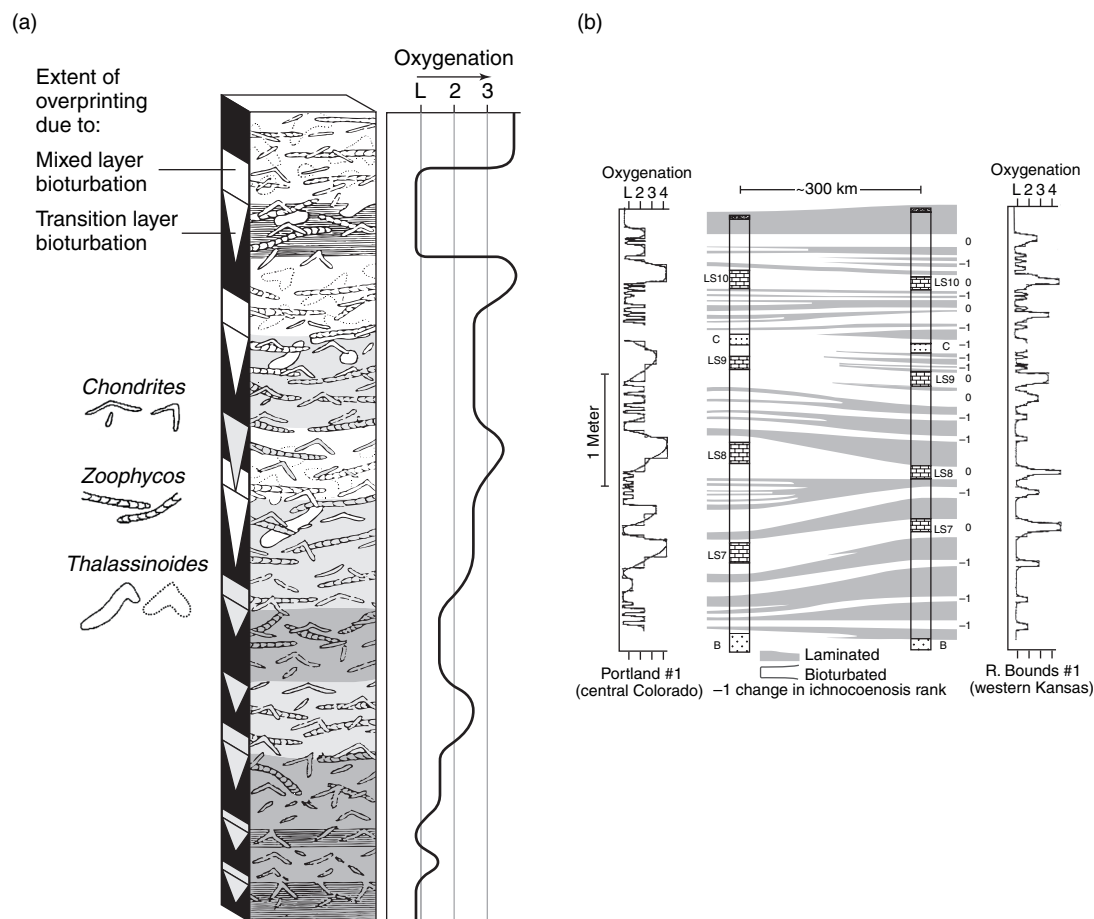 (a)
Extent of
overprinting
due to:
Mixed layer
bioturbation
Transition layer
bioturbation
Chondrites
Zoophycos
Thalassinoides
Oxygenation
L 2 3
(b)
Oxygenation
L 2 3 4
~300 km
Oxygenation
L 2 3 4
1 Meter
LS10
C
LS9
LS8
LS7
B
LS10
C
LS9
LS8
LS7
B
0
–1
0
–1
0
–1
–1
–1
–1
0
0
–1
–1
0
–1
0
–1
–1
–1
Laminated
Bioturbated
–1 change in ichnocoenosis rank
Portland #1
(central Colorado)
R. Bounds #1
(western Kansas)